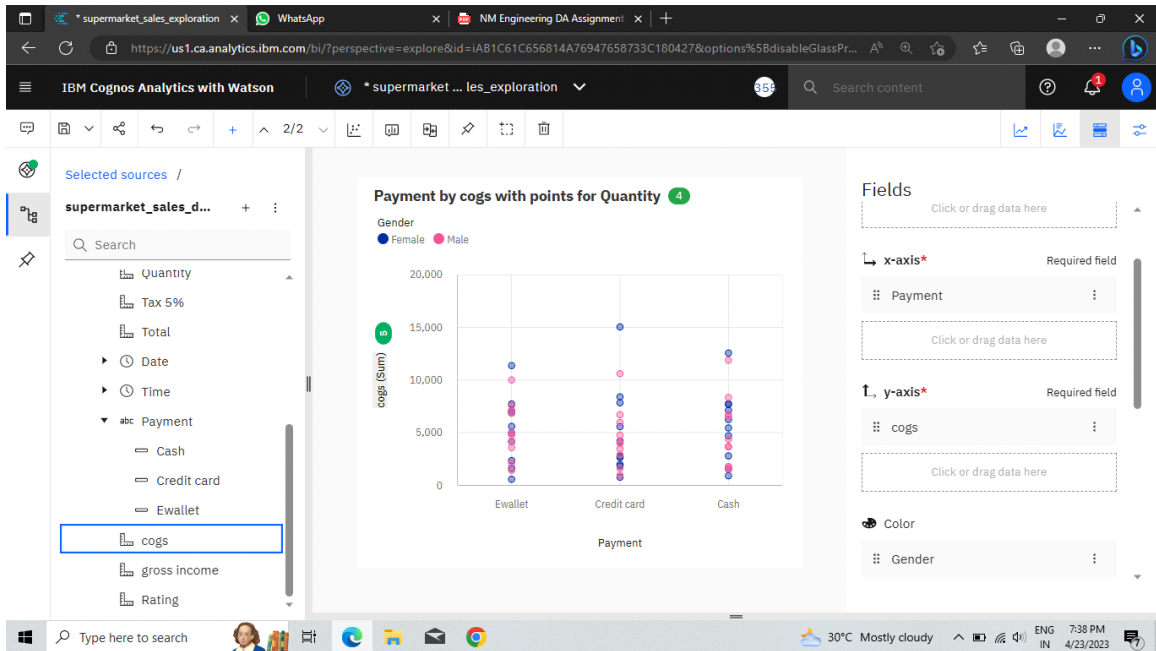 * supermarket_sales_exploration
WhatsApp
NM Engineering DA Assignment
https://us1.ca.analytics.ibm.com/bi/?perspective=explore&id=iAB1C61C656814A76947658733C180427&options%5BdisableGlassPr...
IBM Cognos Analytics with Watson
* supermarket ... les_exploration
Search content
1
2/2
Selected sources /
supermarket_sales_d...
Search
Quantity
Tax 5%
Total
Date
Time
abc Payment
Cash
Credit card
Ewallet
cogs
gross income
Rating
Payment by cogs with points for Quantity 4
Gender
Female Male
20,000
15,000
10,000
5,000
0
5
cogs (Sum)
Ewallet Credit card Cash
Payment
Fields
Click or drag data here
x-axis* Required field
Payment
Click or drag data here
y-axis* Required field
cogs
Click or drag data here
Color
Gender
Type here to search
30°C Mostly cloudy
ENG
IN
7:38 PM
4/23/2023
7